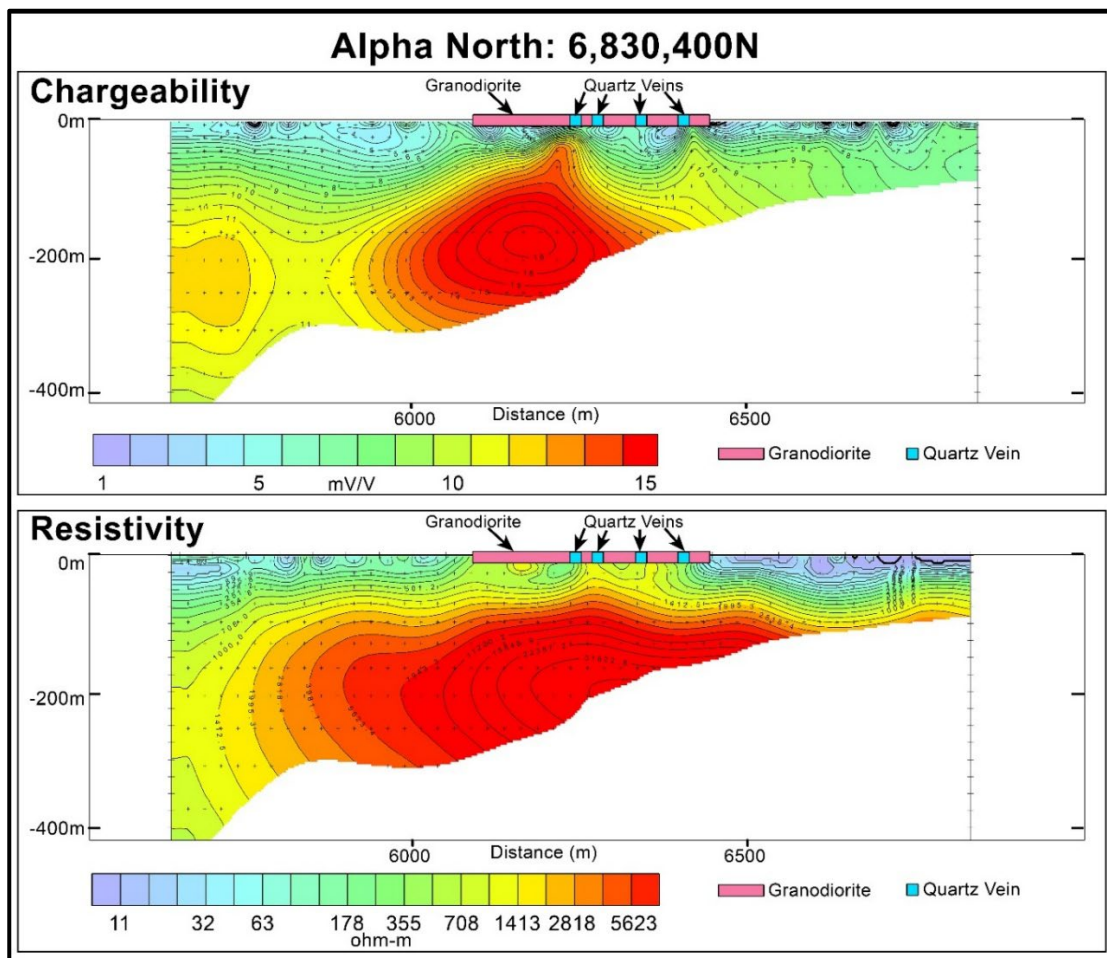 Alpha North: 6,830,400N
Chargeability
Granodiorite
Quartz Veins
0m
-200m
-400m
6000
Distance (m)
6500
1
5
mV/V
10
15
Granodiorite
Quartz Vein
Resistivity
Granodiorite
Quartz Veins
0m
-200m
-400m
6000
Distance (m)
6500
11
32
63
178
355
708
1413
2818
5623
ohm-m
Granodiorite
Quartz Vein